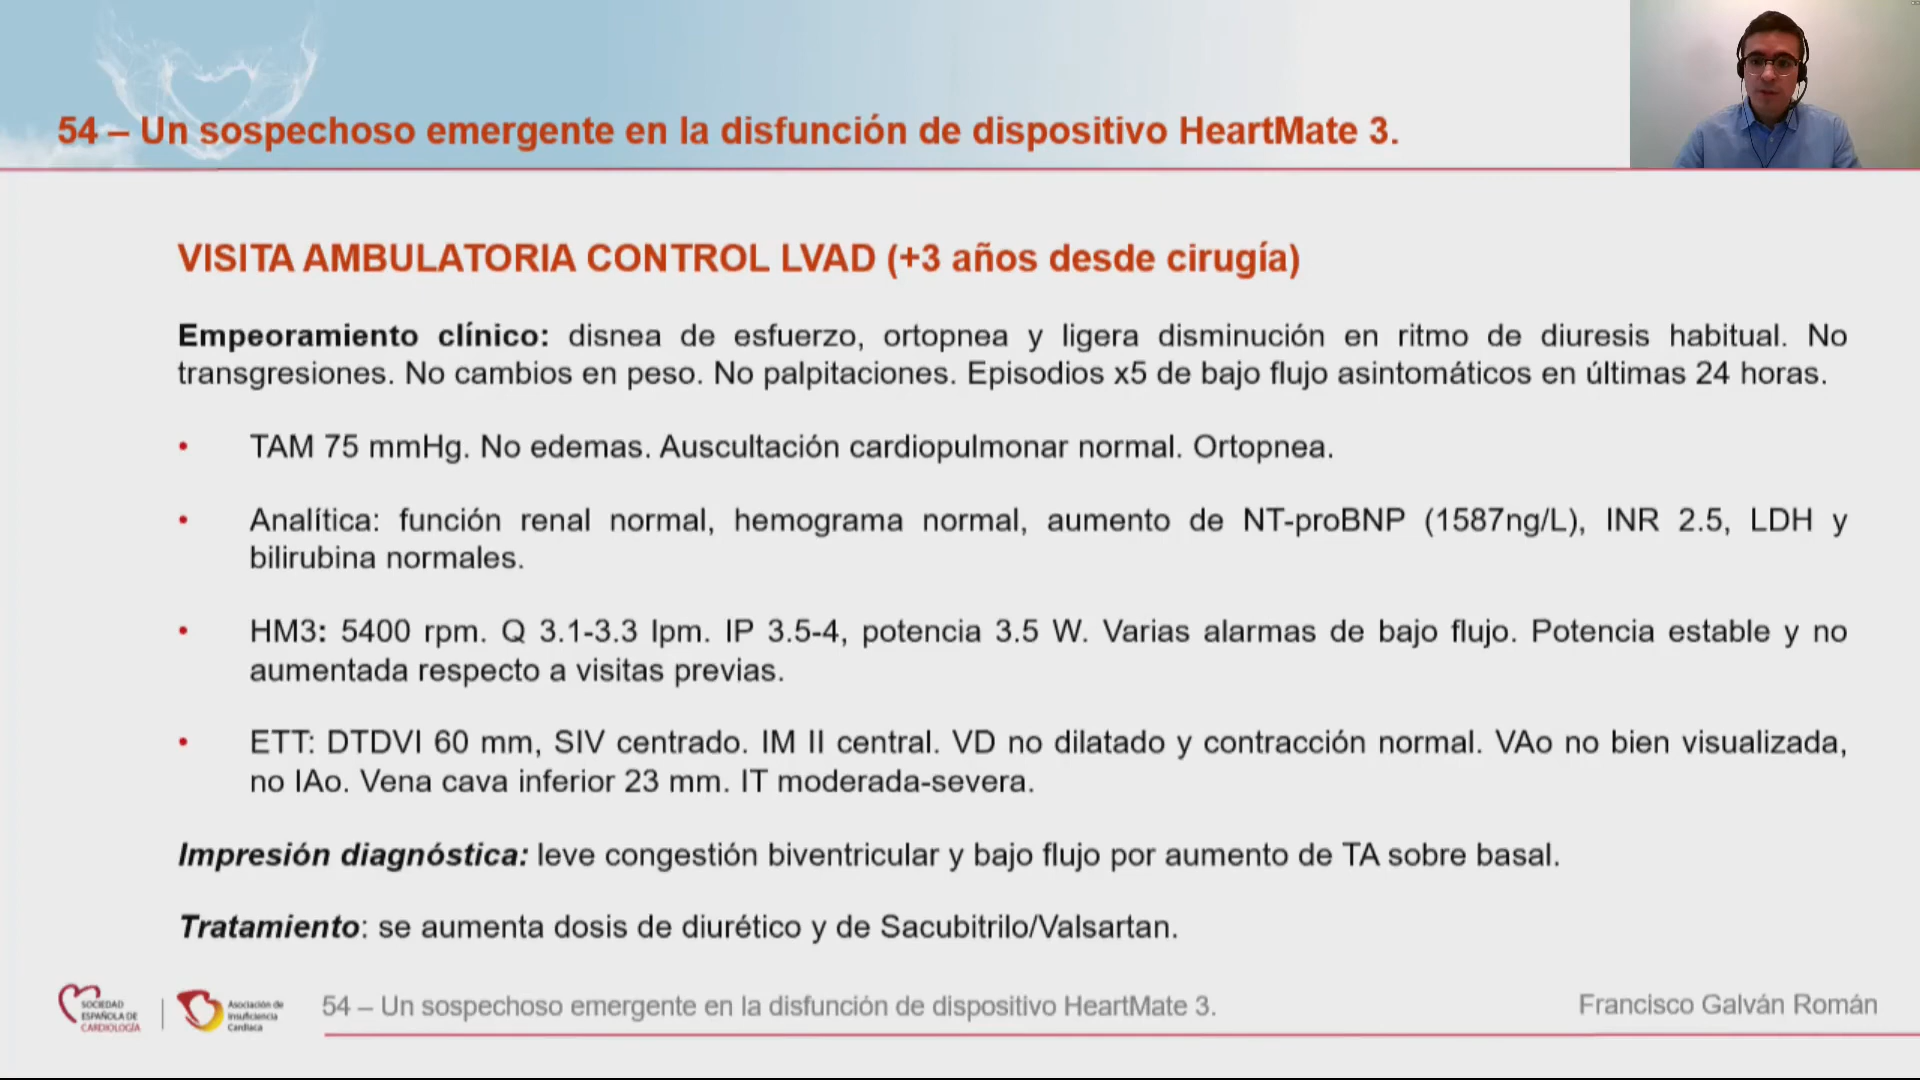 54 – Un sospechoso emergente en la disfunción de dispositivo HeartMate 3.
VISITA AMBULATORIA CONTROL LVAD (+3 años desde cirugía)
Empeoramiento clínico: disnea de esfuerzo, ortopnea y ligera disminución en ritmo de diuresis habitual. No
transgresiones. No cambios en peso. No palpitaciones. Episodios x5 de bajo flujo asintomáticos en últimas 24 horas.
• TAM 75 mmHg. No edemas. Auscultación cardiopulmonar normal. Ortopnea.
• Analítica: función renal normal, hemograma normal, aumento de NT-proBNP (1587ng/L), INR 2.5, LDH y
bilirubina normales.
• HM3: 5400 rpm. Q 3.1-3.3 lpm. IP 3.5-4, potencia 3.5 W. Varias alarmas de bajo flujo. Potencia estable y no
aumentada respecto a visitas previas.
• ETT: DTDVI 60 mm, SIV centrado. IM II central. VD no dilatado y contracción normal. VAo no bien visualizada,
no IAo. Vena cava inferior 23 mm. IT moderada-severa.
Impresión diagnóstica: leve congestión biventricular y bajo flujo por aumento de TA sobre basal.
Tratamiento: se aumenta dosis de diurético y de Sacubitrilo/Valsartan.
SOCIEDAD
ESPAÑOLA DE
CARDIOLOGÍA
Asociación de
Insuficiencia
Cardiaca
54 – Un sospechoso emergente en la disfunción de dispositivo HeartMate 3.
Francisco Galván Román